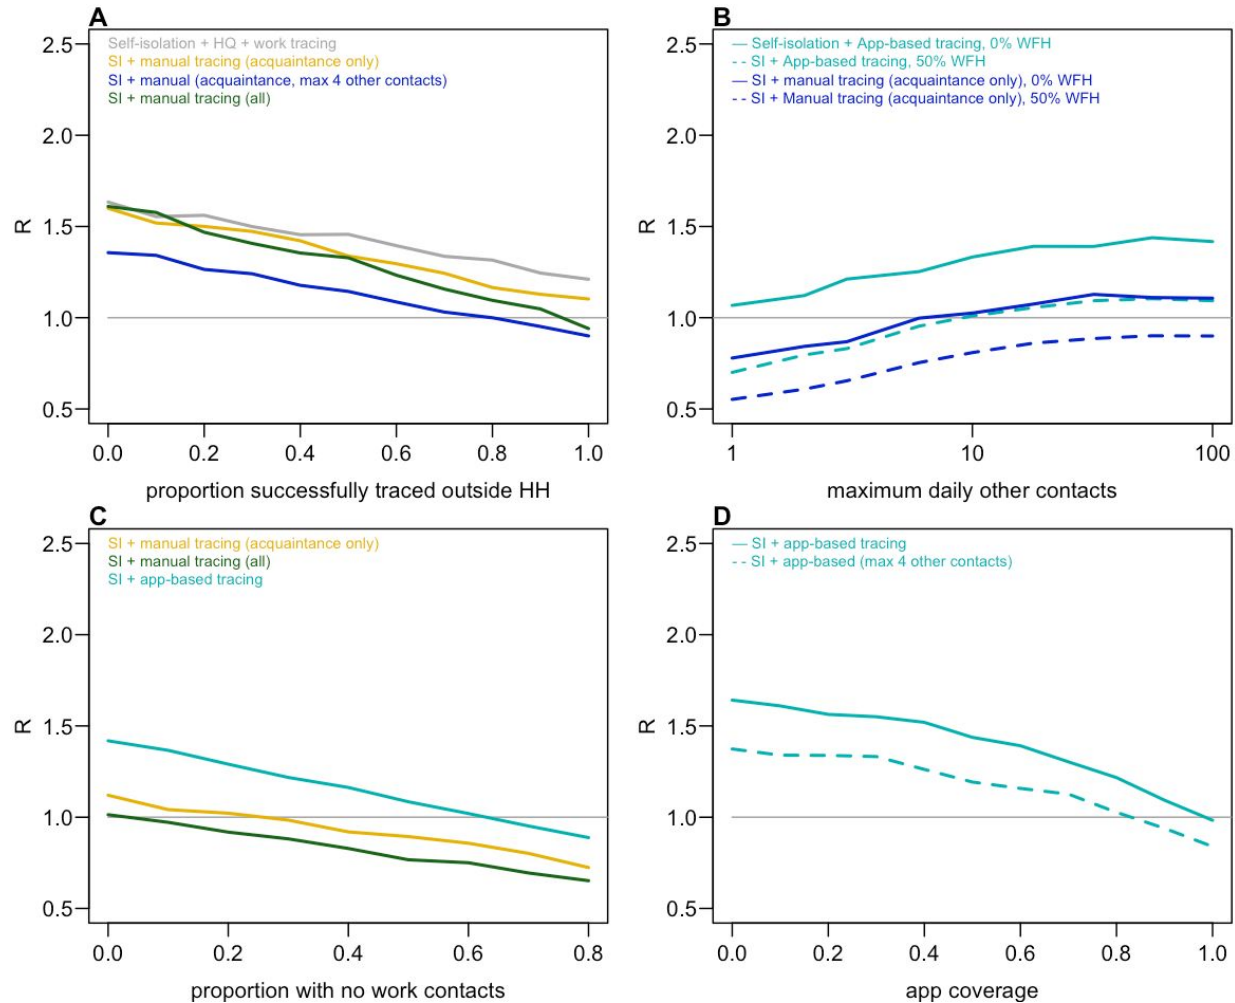 A
Self-isolation + HQ + work tracing
SI + manual tracing (acquaintance only)
SI + manual (acquaintance, max 4 other contacts)
SI + manual tracing (all)
2.5
2.0
1.5
1.0
0.5
R
0.0 0.2 0.4 0.6 0.8 1.0
proportion successfully traced outside HH
B
— Self-isolation + App-based tracing, 0% WFH
- - SI + App-based tracing, 50% WFH
— SI + manual tracing (acquaintance only), 0% WFH
- - SI + Manual tracing (acquaintance only), 50% WFH
2.5
2.0
1.5
1.0
0.5
R
1 10 100
maximum daily other contacts
C
SI + manual tracing (acquaintance only)
SI + manual tracing (all)
SI + app-based tracing
2.5
2.0
1.5
1.0
0.5
R
0.0 0.2 0.4 0.6 0.8
proportion with no work contacts
D
— SI + app-based tracing
- - SI + app-based (max 4 other contacts)
2.5
2.0
1.5
1.0
0.5
R
0.0 0.2 0.4 0.6 0.8 1.0
app coverage